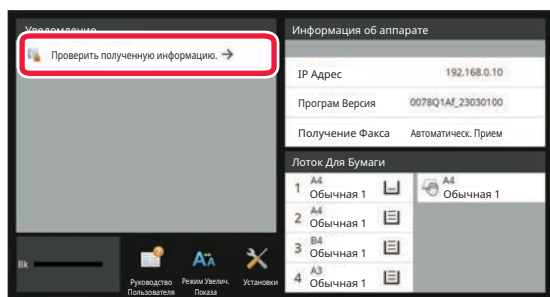 Уведомление
Проверить полученную информацию. →
Bk
Руководство
Пользователя
Режим Увелич.
Показа
Установки
Информация об аппарате
IP Адрес 192.168.0.10
Програм Версия 0078Q1Af_23030100
Получение Факса Автоматическ. Прием
Лоток Для Бумаги
1 A4
Обычная 1
2 A4
Обычная 1
3 B4
Обычная 1
4 A3
Обычная 1
A4
Обычная 1